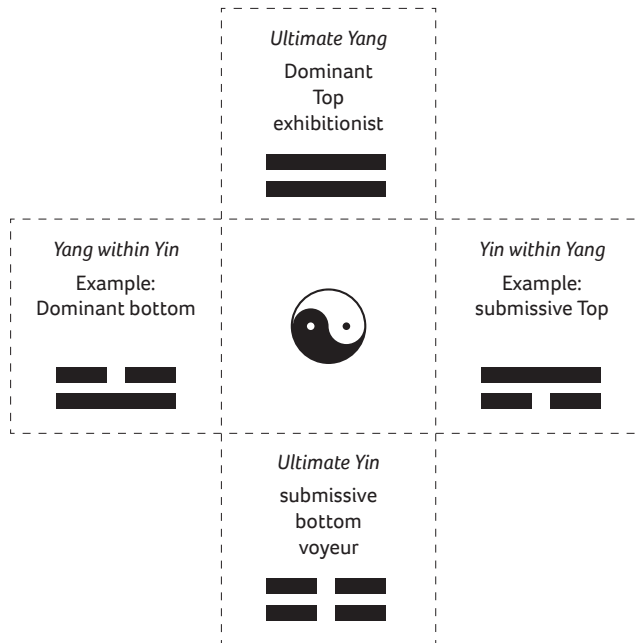 Ultimate Yang
Dominant
Top
exhibitionist
Yang within Yin
Example:
Dominant bottom
Yin within Yang
Example:
submissive Top
Ultimate Yin
submissive
bottom
voyeur